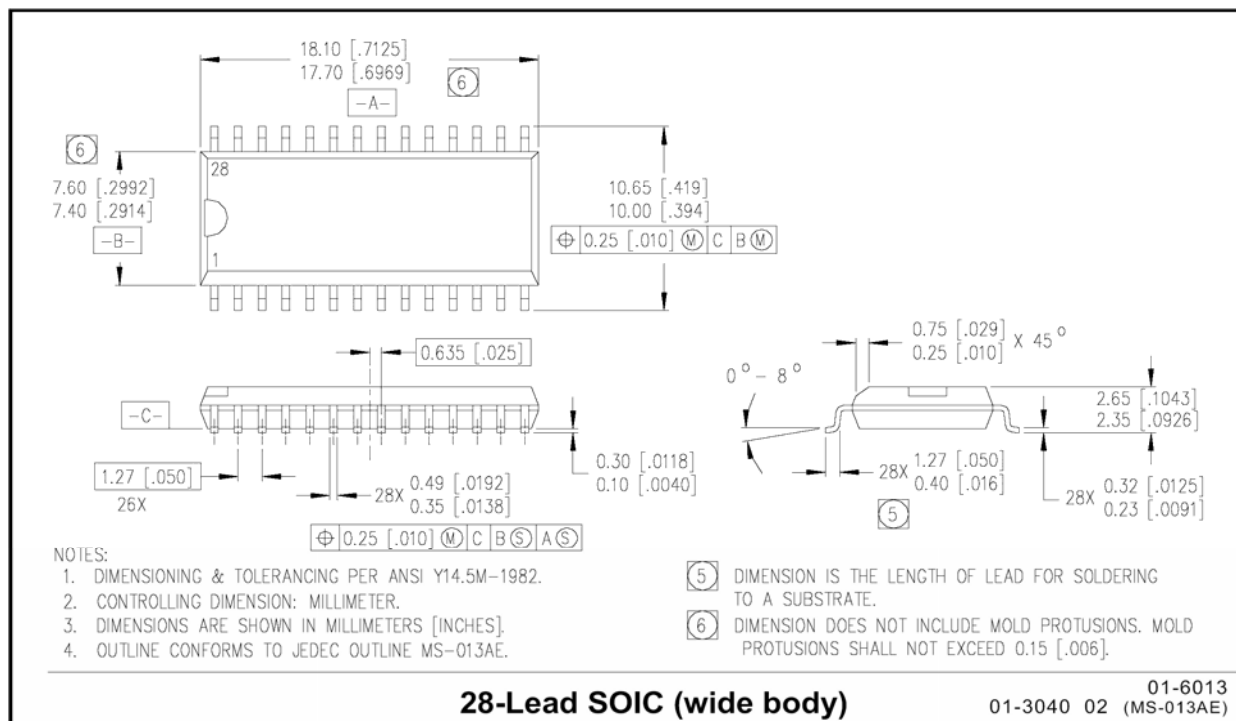 18.10 [.7125]
17.70 [.6969]
6
-A-
6
28
7.60 [.2992]
7.40 [.2914]
-B-
1
10.65 [.419]
10.00 [.394]
⌖ 0.25 [.010] Ⓜ C B Ⓜ
0.635 [.025]
0.75 [.029]
0.25 [.010] X 45°
0° - 8°
-C-
2.65 [.1043]
2.35 [.0926]
1.27 [.050]
26X
28X 0.49 [.0192]
0.35 [.0138]
0.30 [.0118]
0.10 [.0040]
28X 1.27 [.050]
0.40 [.016]
5
28X 0.32 [.0125]
0.23 [.0091]
⌖ 0.25 [.010] Ⓜ C B Ⓢ A Ⓢ
NOTES:
1. DIMENSIONING & TOLERANCING PER ANSI Y14.5M-1982.
2. CONTROLLING DIMENSION: MILLIMETER.
3. DIMENSIONS ARE SHOWN IN MILLIMETERS [INCHES].
4. OUTLINE CONFORMS TO JEDEC OUTLINE MS-013AE.
5 DIMENSION IS THE LENGTH OF LEAD FOR SOLDERING
TO A SUBSTRATE.
6 DIMENSION DOES NOT INCLUDE MOLD PROTUSIONS. MOLD
PROTUSIONS SHALL NOT EXCEED 0.15 [.006].
28-Lead SOIC (wide body)
01-6013
01-3040 02 (MS-013AE)